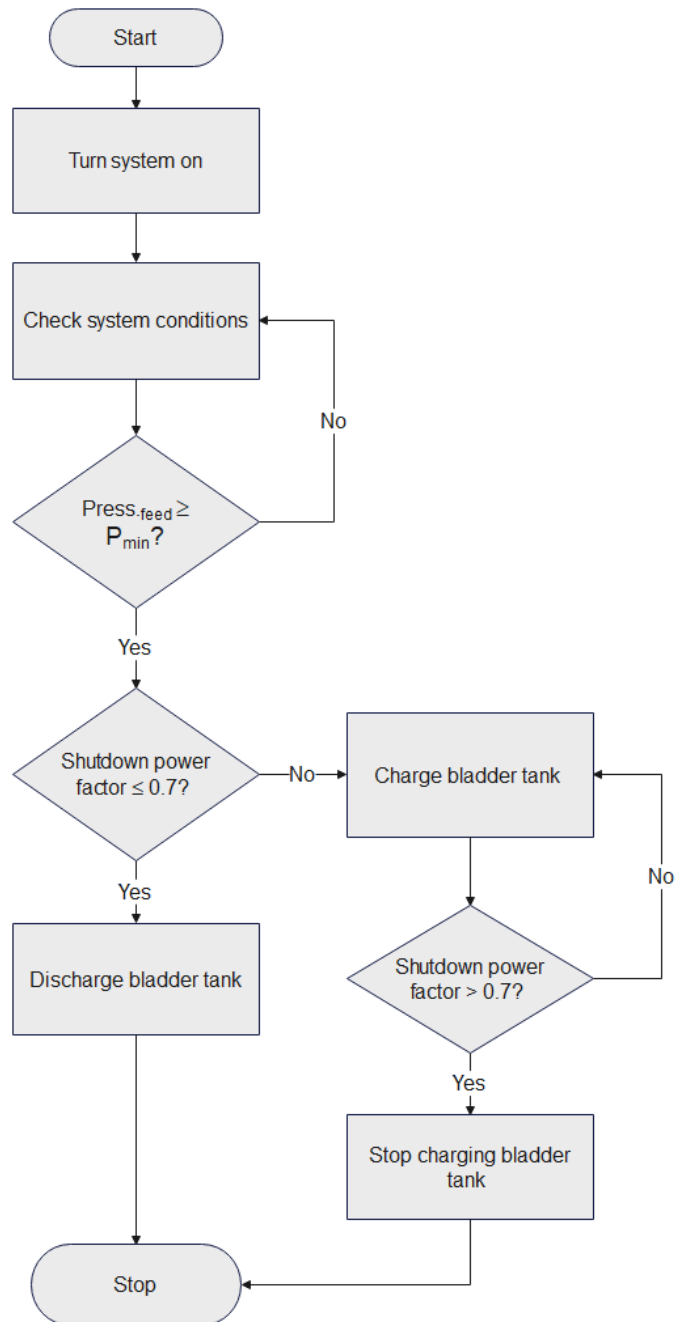 Start
Turn system on
Check system conditions
No
Press.feed ≥
Pmin?
Yes
Shutdown power
factor ≤ 0.7?
No
Charge bladder tank
No
Yes
Discharge bladder tank
Shutdown power
factor > 0.7?
Yes
Stop charging bladder
tank
Stop